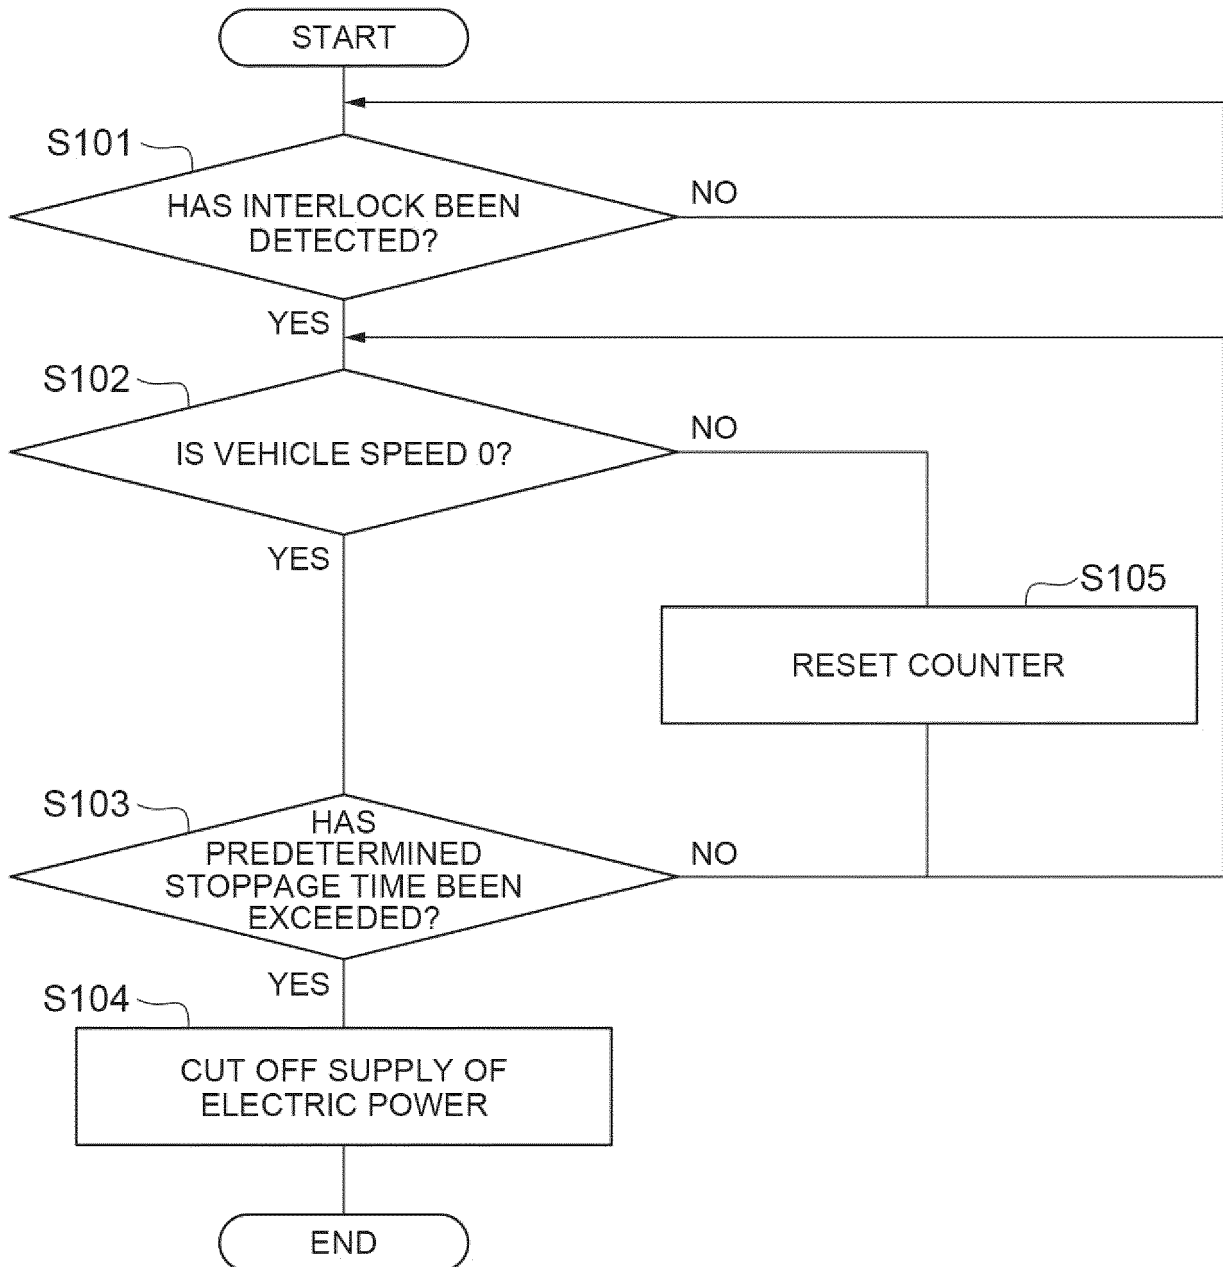 START
S101
HAS INTERLOCK BEEN
DETECTED?
NO
YES
S102
IS VEHICLE SPEED 0?
NO
YES
S105
RESET COUNTER
S103
HAS
PREDETERMINED
STOPPAGE TIME BEEN
EXCEEDED?
NO
YES
S104
CUT OFF SUPPLY OF
ELECTRIC POWER
END